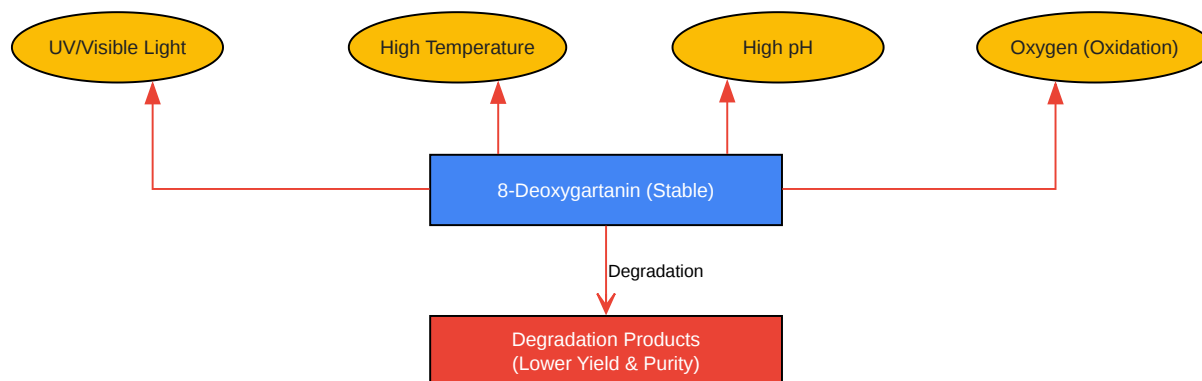 UV/Visible Light
High Temperature
High pH
Oxygen (Oxidation)
8-Deoxygartanin (Stable)
Degradation
Degradation Products
(Lower Yield & Purity)